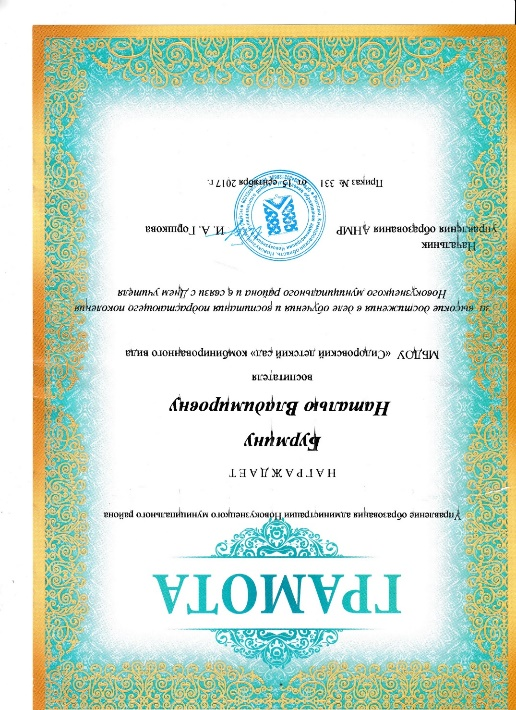 ГРАМОТА
Управление образования администрации Новокузнецкого муниципального района
НАГРАЖДАЕТ
Бурмину
Наталью Владимировну
воспитателя
МБДОУ «Сидоровский детский сад» комбинированного вида
за высокие достижения в деле обучения и воспитания подрастающего поколения
Новокузнецкого муниципального района и в связи с Днем учителя
Начальник
управления образования АНМР И. А. Горшкова
Приказ № 331 от 15 сентября 2017 г.